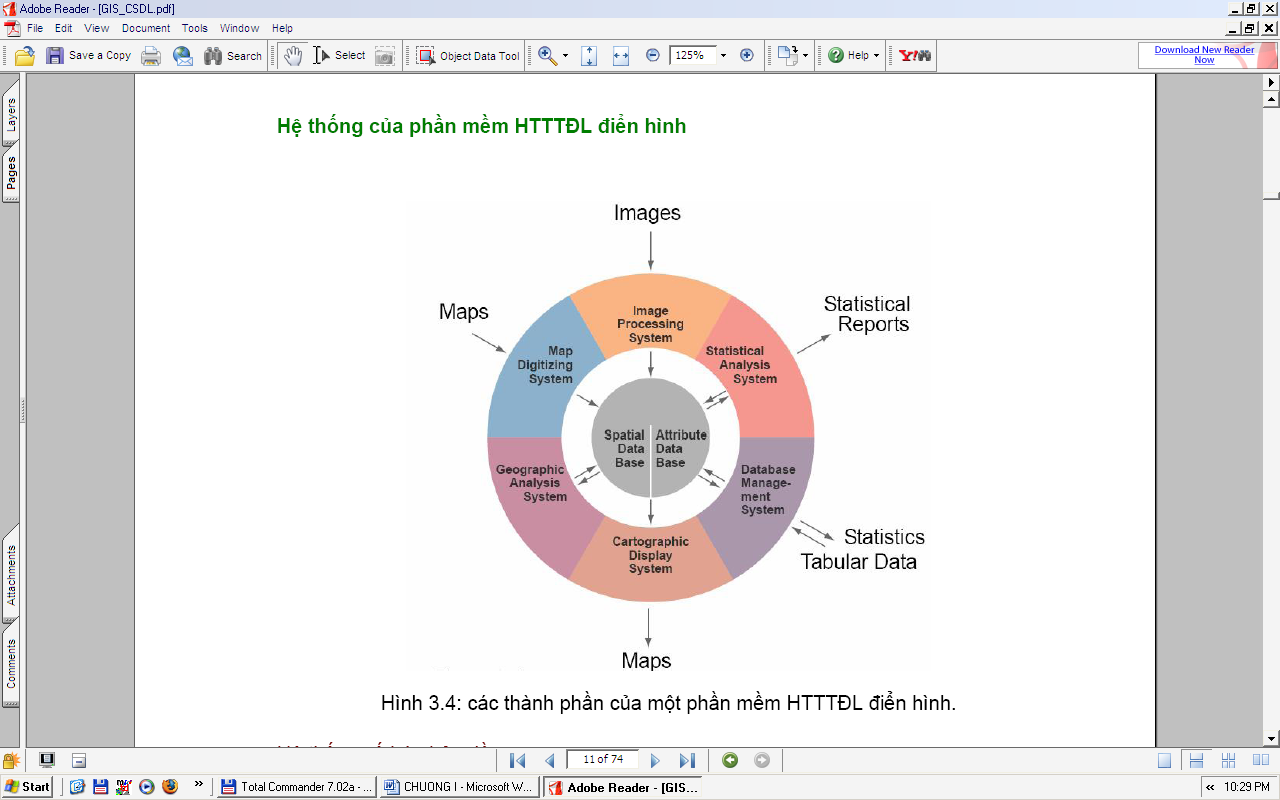 Adobe Reader - [GIS_CSDL.pdf]
File Edit View Document Tools Window Help
Save a Copy Search Select Object Data Tool 125% Help Y! Download New Reader
Now
Layers
Pages
Attachments
Comments
Hệ thống của phần mềm HTTTĐL điển hình
Images
Maps
Statistical
Reports
Image
Processing
System
Map
Digitizing
System
Statistical
Analysis
System
Spatial
Data
Base
Attribute
Data
Base
Geographic
Analysis
System
Database
Manage-
ment
System
Cartographic
Display
System
Statistics
Tabular Data
Maps
Hình 3.4: các thành phần của một phần mềm HTTTĐL điển hình.
11 of 74
Start
Total Commander 7.02a - ...
CHUONG I - Microsoft W...
Adobe Reader - [GIS...
10:29 PM